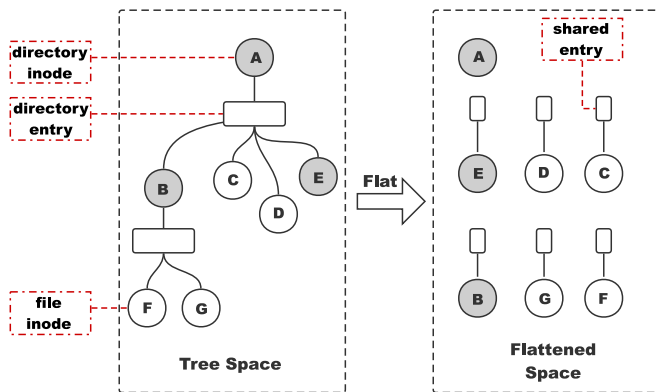 directory
inode
directory
entry
file
inode
A
B
C
D
E
F
G
Tree Space
Flat
shared
entry
A
E
D
C
B
G
F
Flattened
Space